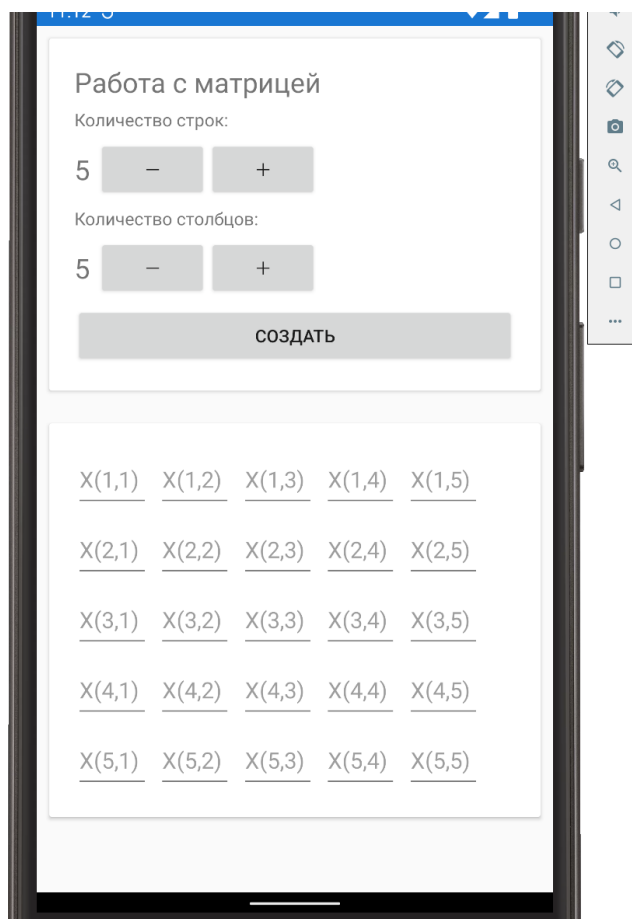 11:12
Работа с матрицей
Количество строк:
5 − +
Количество столбцов:
5 − +
СОЗДАТЬ
X(1,1) X(1,2) X(1,3) X(1,4) X(1,5)
X(2,1) X(2,2) X(2,3) X(2,4) X(2,5)
X(3,1) X(3,2) X(3,3) X(3,4) X(3,5)
X(4,1) X(4,2) X(4,3) X(4,4) X(4,5)
X(5,1) X(5,2) X(5,3) X(5,4) X(5,5)